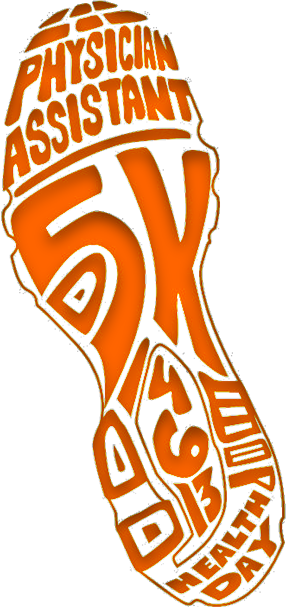 PHYSICIAN
ASSISTANT
5K
4
6
13
HEALTH
DAY